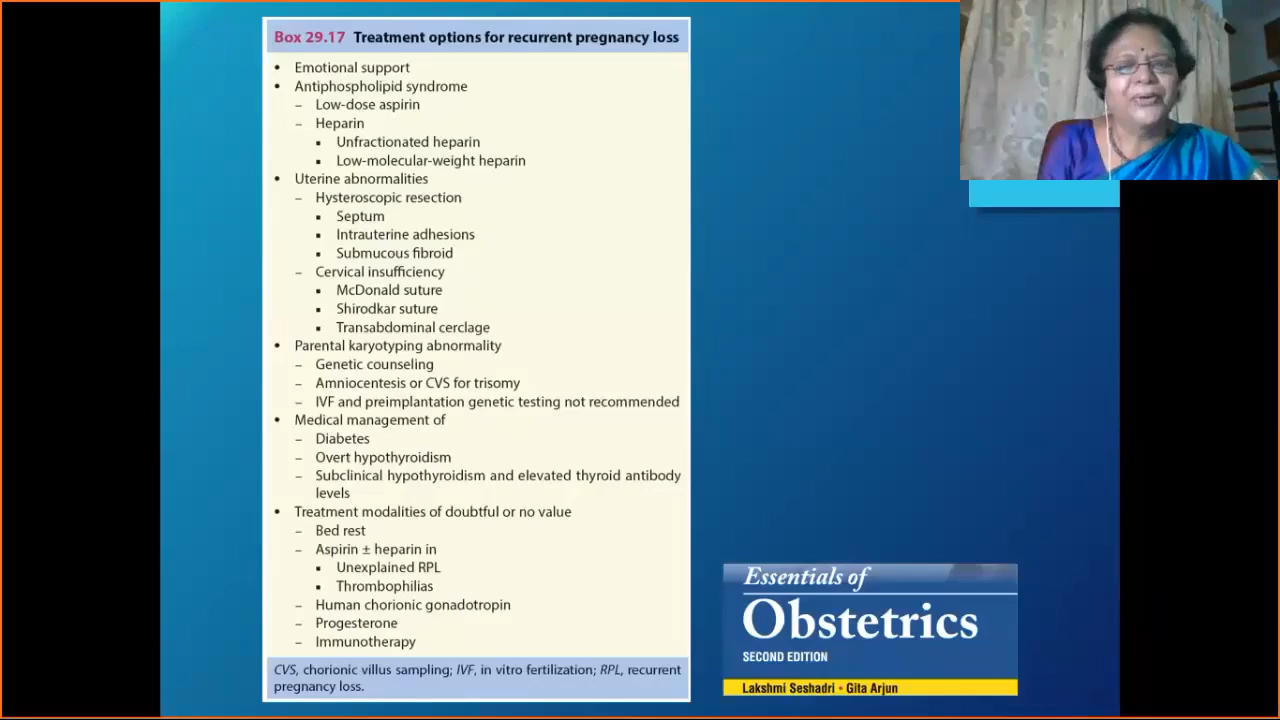 Box 29.17 Treatment options for recurrent pregnancy loss
• Emotional support
• Antiphospholipid syndrome
– Low-dose aspirin
– Heparin
▪ Unfractionated heparin
▪ Low-molecular-weight heparin
• Uterine abnormalities
– Hysteroscopic resection
▪ Septum
▪ Intrauterine adhesions
▪ Submucous fibroid
– Cervical insufficiency
▪ McDonald suture
▪ Shirodkar suture
▪ Transabdominal cerclage
• Parental karyotyping abnormality
– Genetic counseling
– Amniocentesis or CVS for trisomy
– IVF and preimplantation genetic testing not recommended
• Medical management of
– Diabetes
– Overt hypothyroidism
– Subclinical hypothyroidism and elevated thyroid antibody
levels
• Treatment modalities of doubtful or no value
– Bed rest
– Aspirin ± heparin in
▪ Unexplained RPL
▪ Thrombophilias
– Human chorionic gonadotropin
– Progesterone
– Immunotherapy
CVS, chorionic villus sampling; IVF, in vitro fertilization; RPL, recurrent
pregnancy loss.
Essentials of
Obstetrics
SECOND EDITION
Lakshmi Seshadri • Gita Arjun